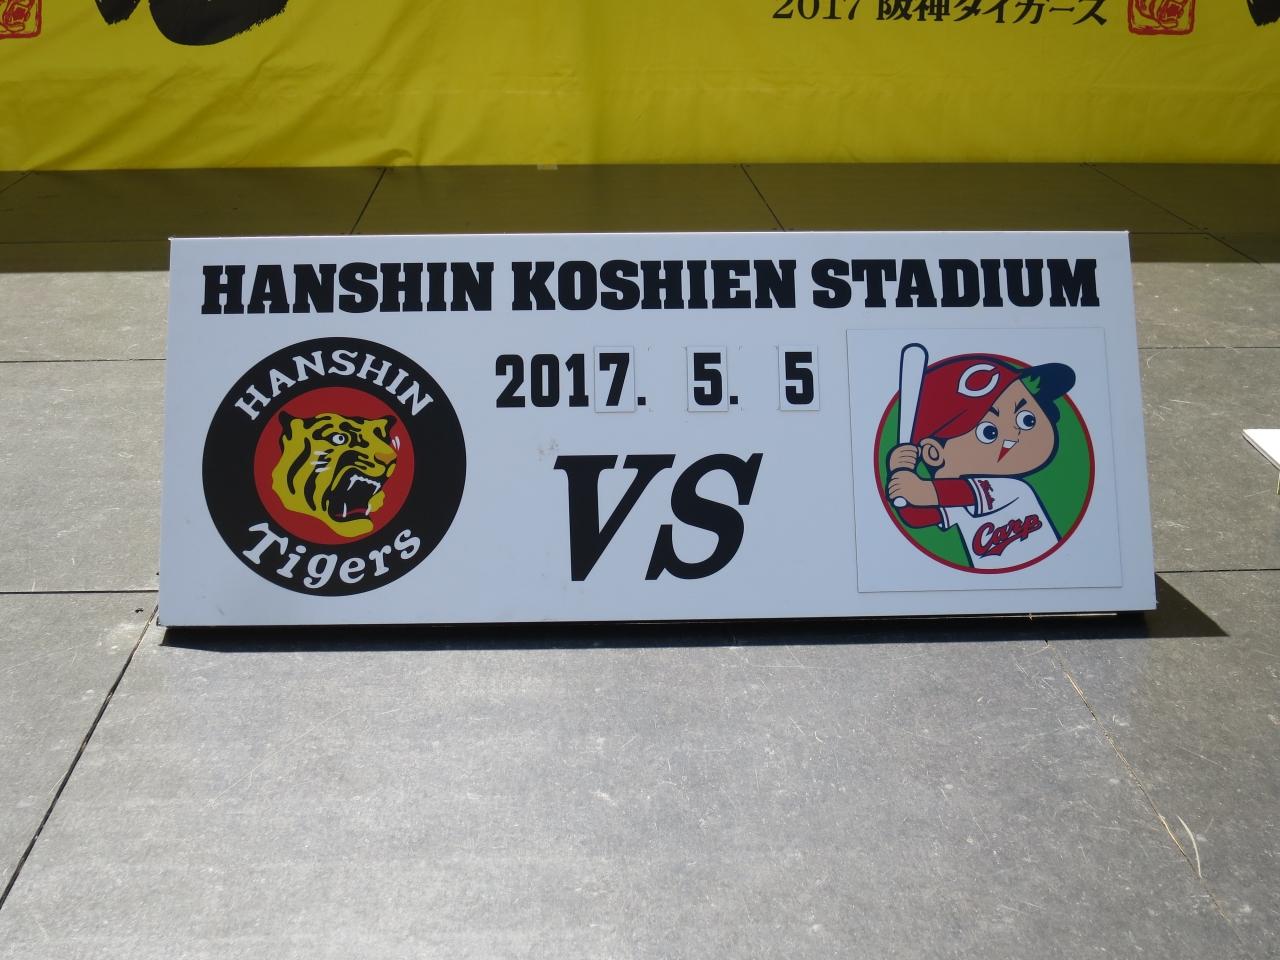 2017 阪神タイガース
HANSHIN KOSHIEN STADIUM
HANSHIN
Tigers
2017. 5. 5
VS
C
Carp